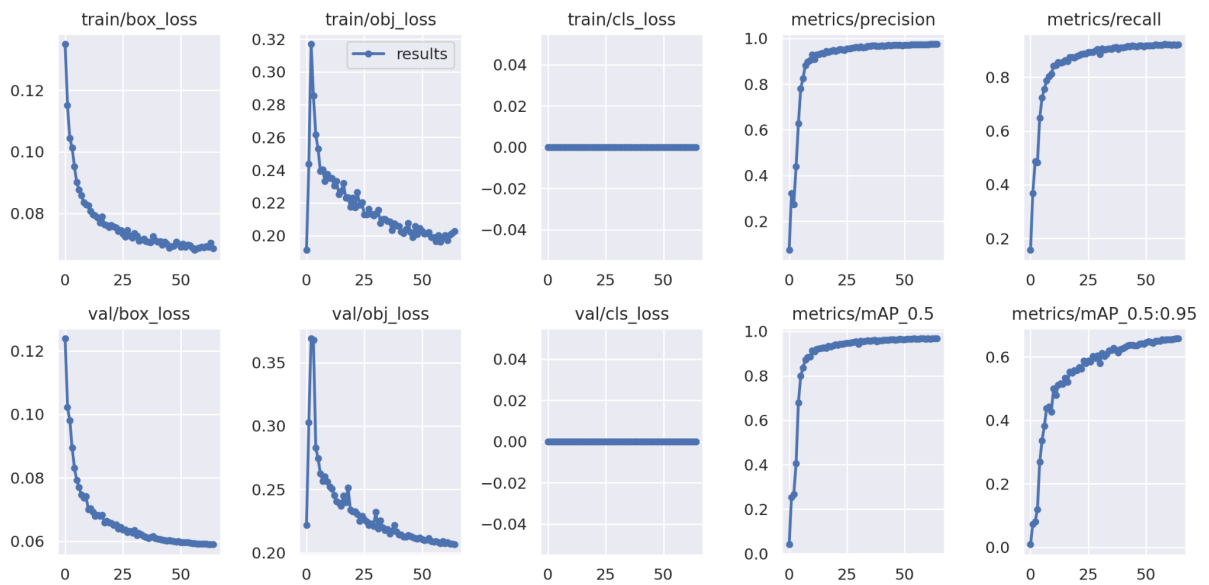 train/box_loss
train/obj_loss
train/cls_loss
metrics/precision
metrics/recall
0.12
0.10
0.08
0 25 50
0.32
0.30
0.28
0.26
0.24
0.22
0.20
results
0 25 50
0.04
0.02
0.00
−0.02
−0.04
0 25 50
1.0
0.8
0.6
0.4
0.2
0 25 50
0.8
0.6
0.4
0.2
0 25 50
val/box_loss
val/obj_loss
val/cls_loss
metrics/mAP_0.5
metrics/mAP_0.5:0.95
0.12
0.10
0.08
0.06
0 25 50
0.35
0.30
0.25
0.20
0 25 50
0.04
0.02
0.00
−0.02
−0.04
0 25 50
1.0
0.8
0.6
0.4
0.2
0.0
0 25 50
0.6
0.4
0.2
0.0
0 25 50